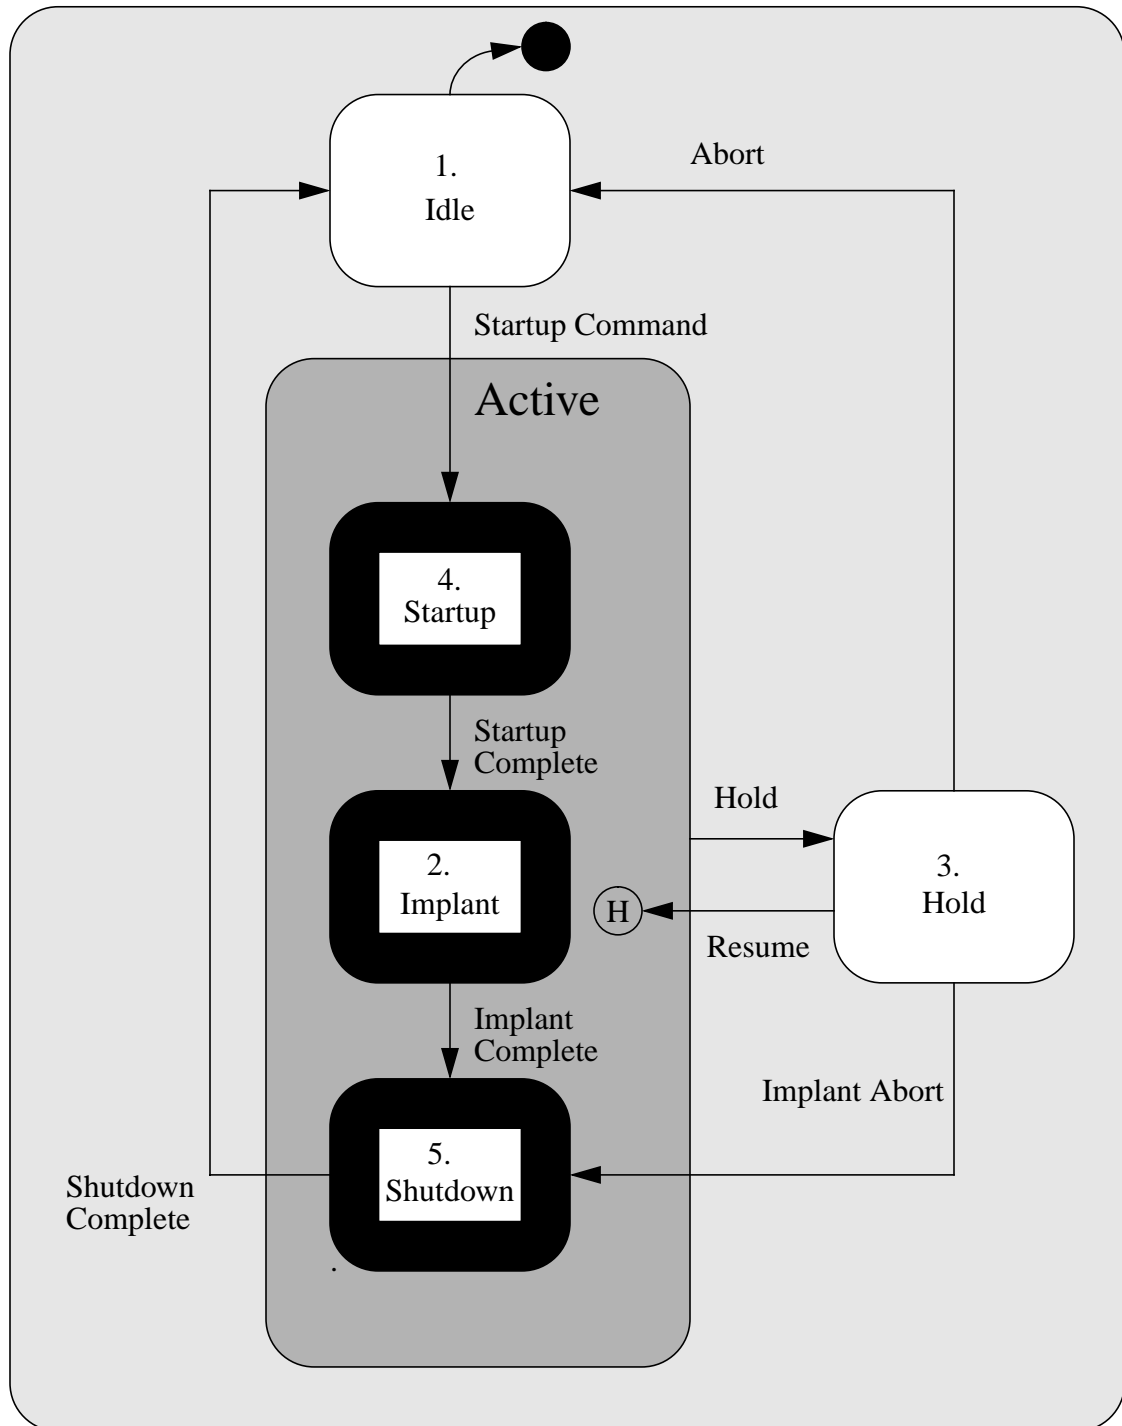 1.
Idle
Abort
Startup Command
Active
4.
Startup
Startup
Complete
Hold
2.
Implant
3.
Hold
H
Resume
Implant
Complete
Implant Abort
5.
Shutdown
Shutdown
Complete
.